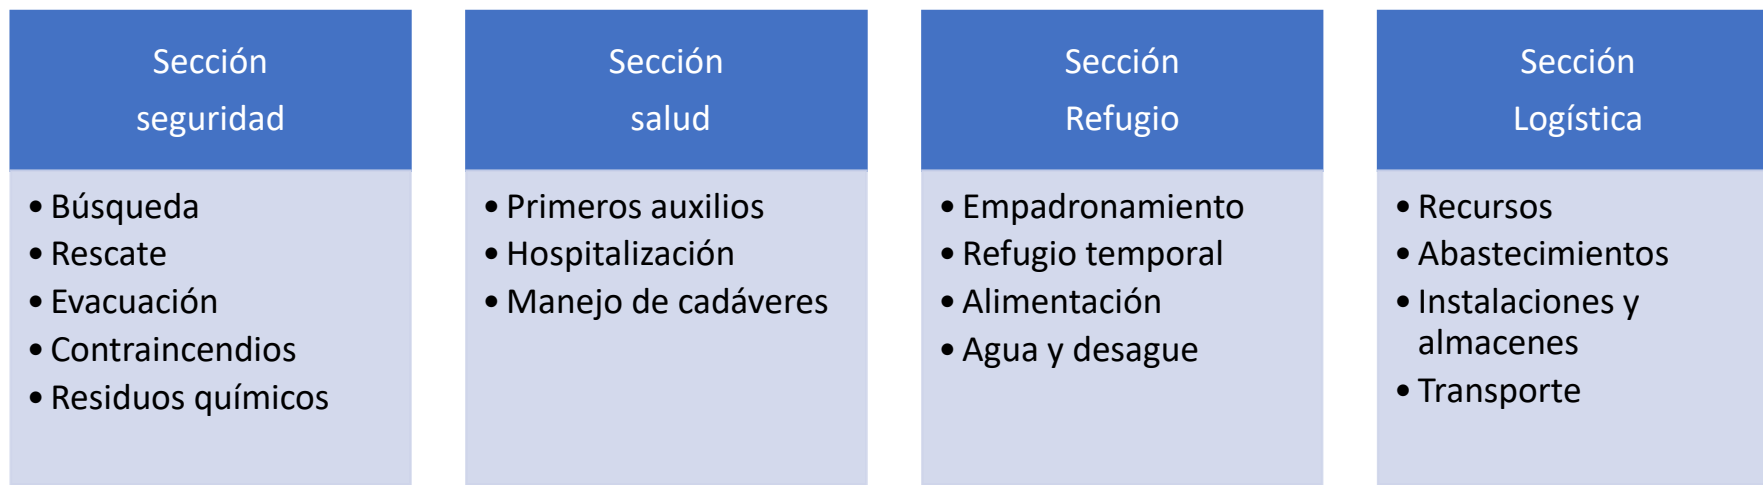 Sección
seguridad
• Búsqueda
• Rescate
• Evacuación
• Contraincendios
• Residuos químicos
Sección
salud
• Primeros auxilios
• Hospitalización
• Manejo de cadáveres
Sección
Refugio
• Empadronamiento
• Refugio temporal
• Alimentación
• Agua y desague
Sección
Logística
• Recursos
• Abastecimientos
• Instalaciones y
almacenes
• Transporte